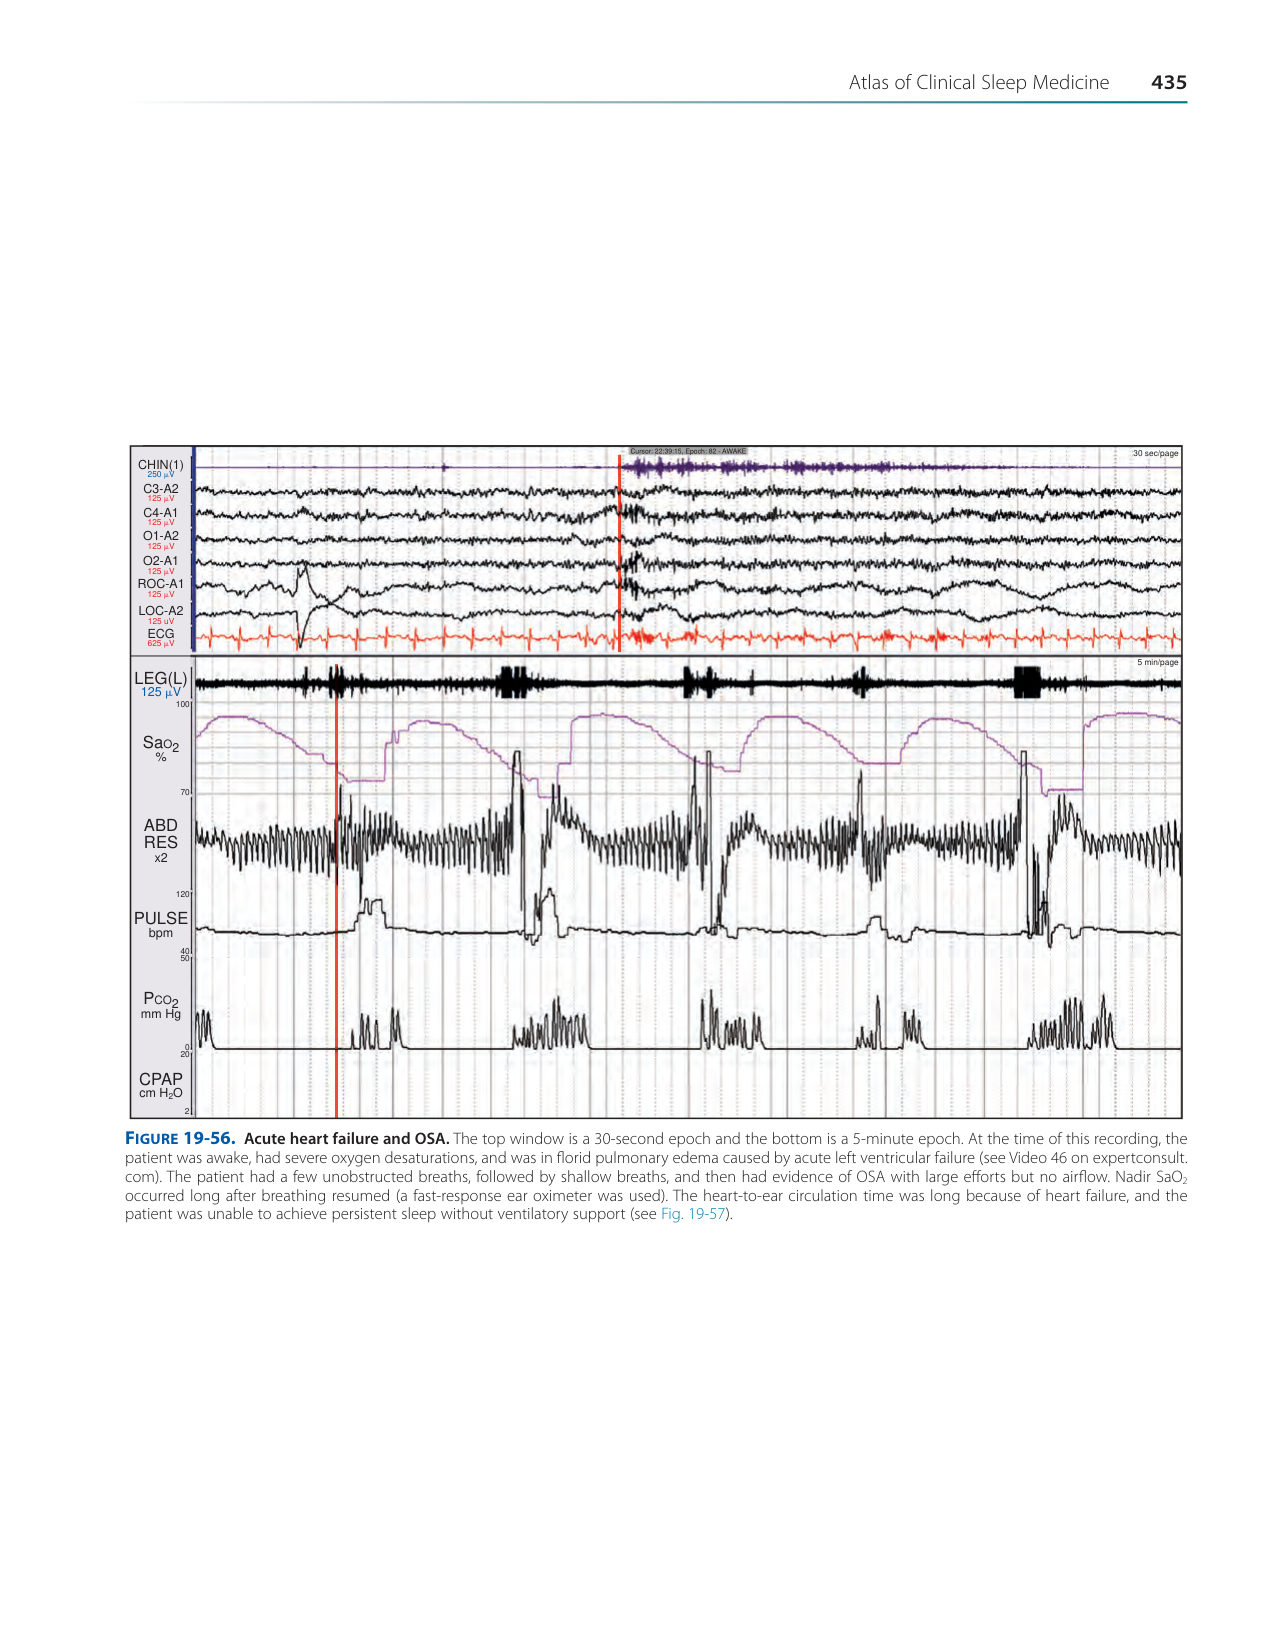 Atlas of Clinical Sleep Medicine 435
Cursor: 22:39:15, Epoch: 82 - AWAKE
30 sec/page
CHIN(1)
250 µV
C3-A2
125 µV
C4-A1
125 µV
O1-A2
125 µV
O2-A1
125 µV
ROC-A1
125 µV
LOC-A2
125 uV
ECG
625 µV
5 min/page
LEG(L)
125 µV
100
SaO2
%
70
ABD
RES
x2
120
PULSE
bpm
40
50
PCO2
mm Hg
0
20
CPAP
cm H2O
2
FIGURE 19-56. Acute heart failure and OSA. The top window is a 30-second epoch and the bottom is a 5-minute epoch. At the time of this recording, the
patient was awake, had severe oxygen desaturations, and was in florid pulmonary edema caused by acute left ventricular failure (see Video 46 on expertconsult.
com). The patient had a few unobstructed breaths, followed by shallow breaths, and then had evidence of OSA with large efforts but no airflow. Nadir SaO2
occurred long after breathing resumed (a fast-response ear oximeter was used). The heart-to-ear circulation time was long because of heart failure, and the
patient was unable to achieve persistent sleep without ventilatory support (see Fig. 19-57).